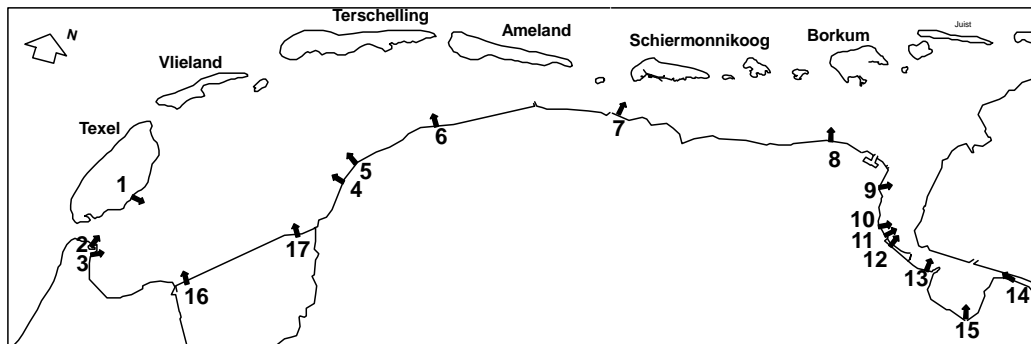 Terschelling
N
Ameland
Juist
Borkum
Schiermonnikoog
Vlieland
Texel
1
2
3
4
5
6
7
8
9
10
11
12
13
14
15
16
17